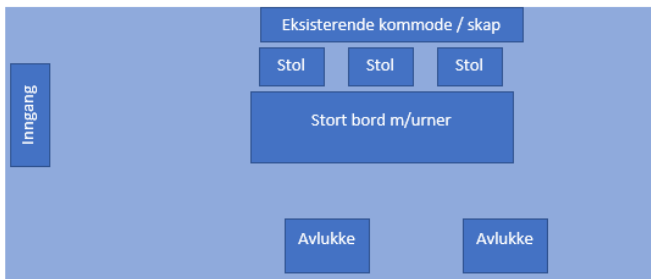 Eksisterende kommode / skap
Stol
Stol
Stol
Inngang
Stort bord m/urner
Avlukke
Avlukke